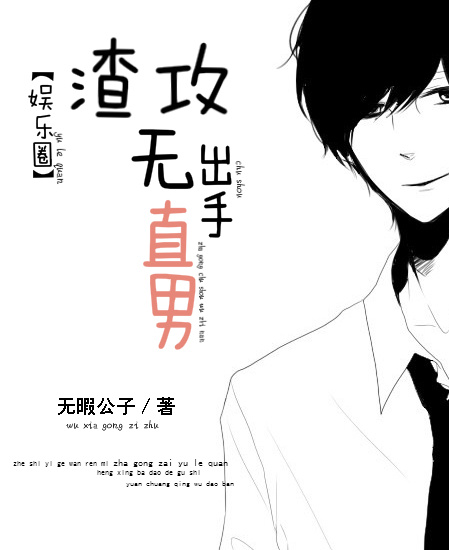 【娱乐圈】
yu le quan
渣攻
出手
chu shou
无
直男
zha gong chu shou wu zhi nan
无暇公子/著
wu xia gong zi zhu
zhe shi yi ge wan ren mi zha gong zai yu le quan
heng xing ba dao de gu shi
yuan chuang qing wu dao ban